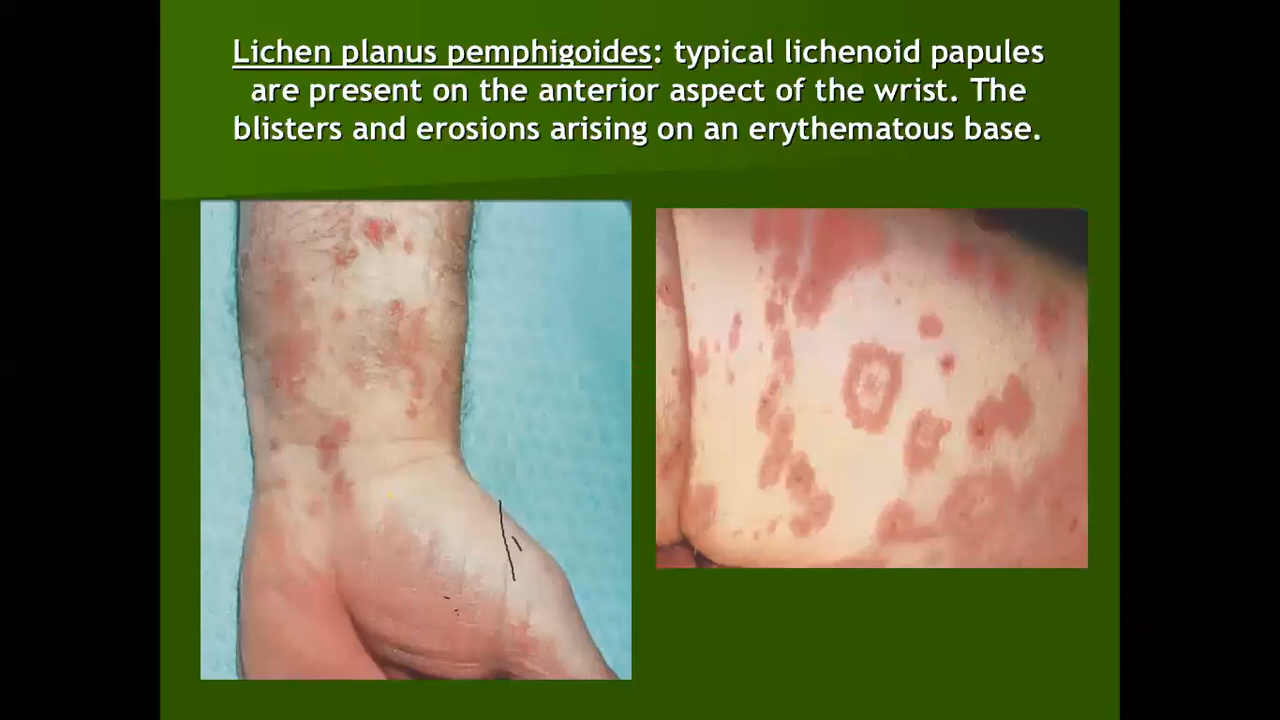 Lichen planus pemphigoides: typical lichenoid papules
are present on the anterior aspect of the wrist. The
blisters and erosions arising on an erythematous base.